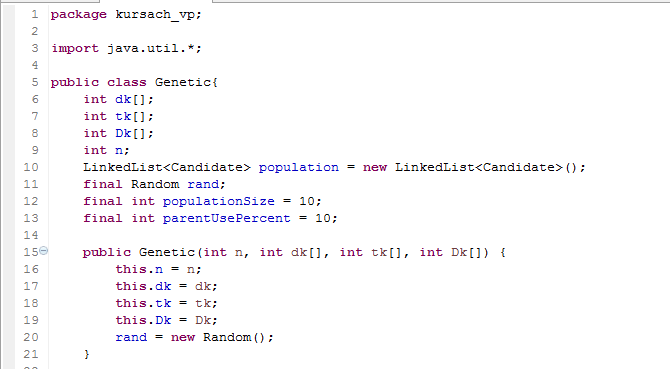 1 package kursach_vp;
2
3 import java.util.*;
4
5 public class Genetic{
6     int dk[];
7     int tk[];
8     int Dk[];
9     int n;
10     LinkedList<Candidate> population = new LinkedList<Candidate>();
11     final Random rand;
12     final int populationSize = 10;
13     final int parentUsePercent = 10;
14
15     public Genetic(int n, int dk[], int tk[], int Dk[]) {
16         this.n = n;
17         this.dk = dk;
18         this.tk = tk;
19         this.Dk = Dk;
20         rand = new Random();
21     }